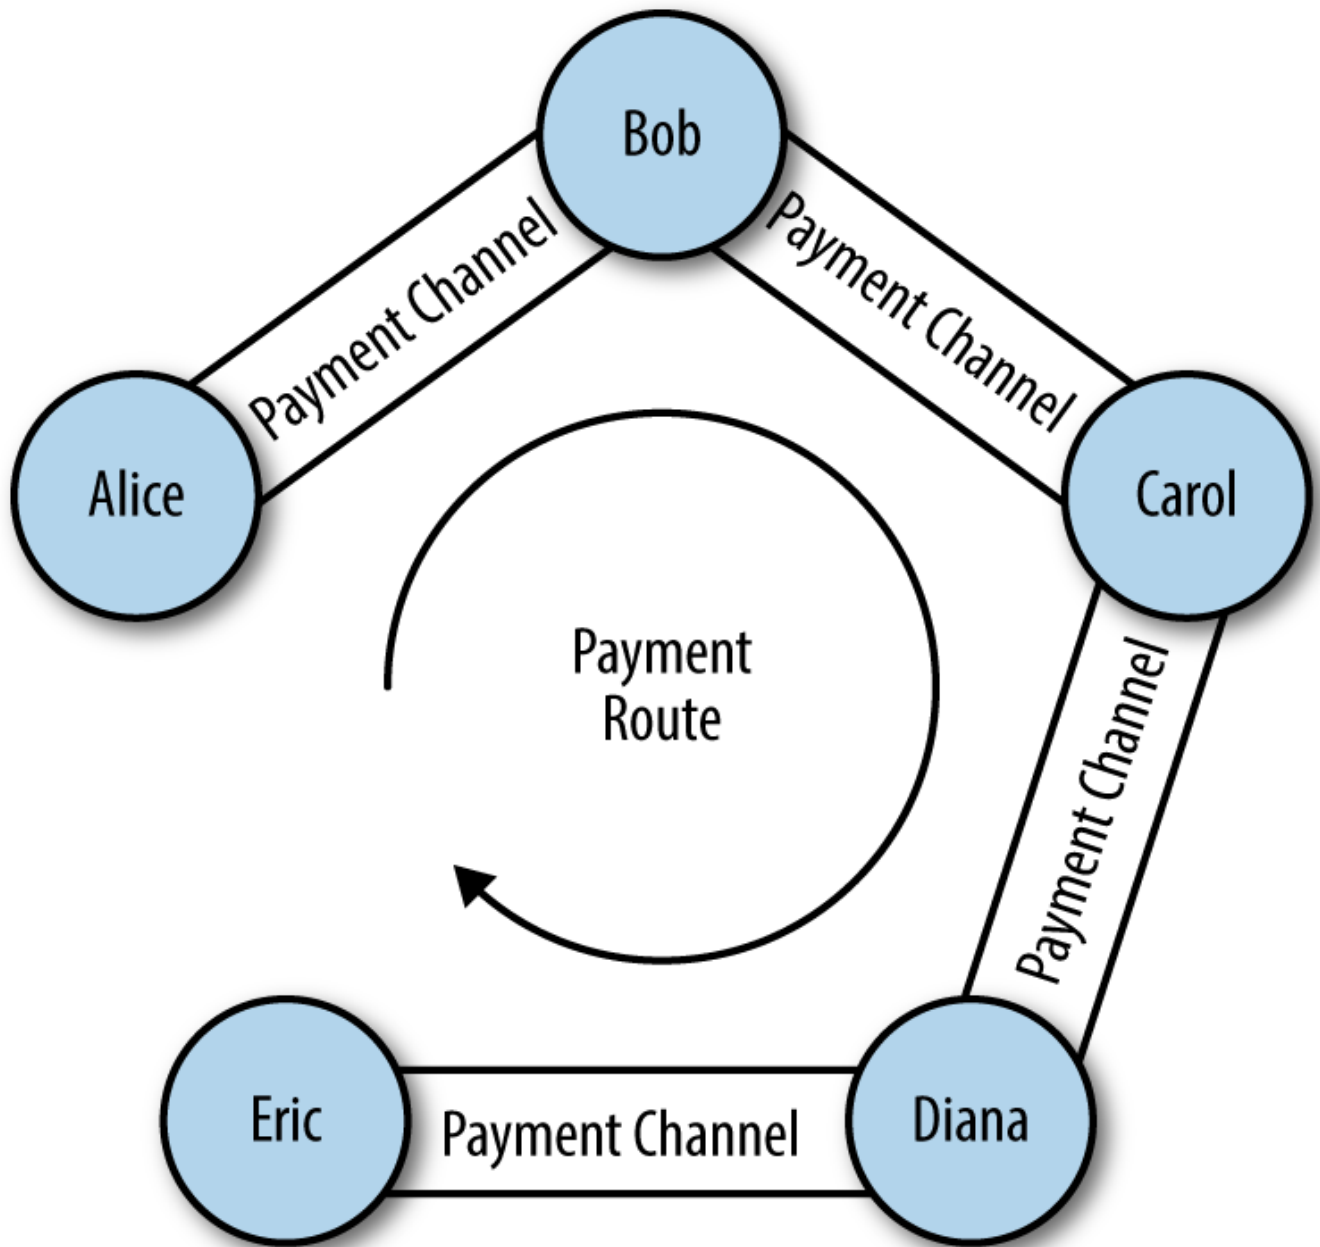 Bob
Payment Channel
Payment Channel
Alice
Carol
Payment
Route
Payment Channel
Eric
Payment Channel
Diana